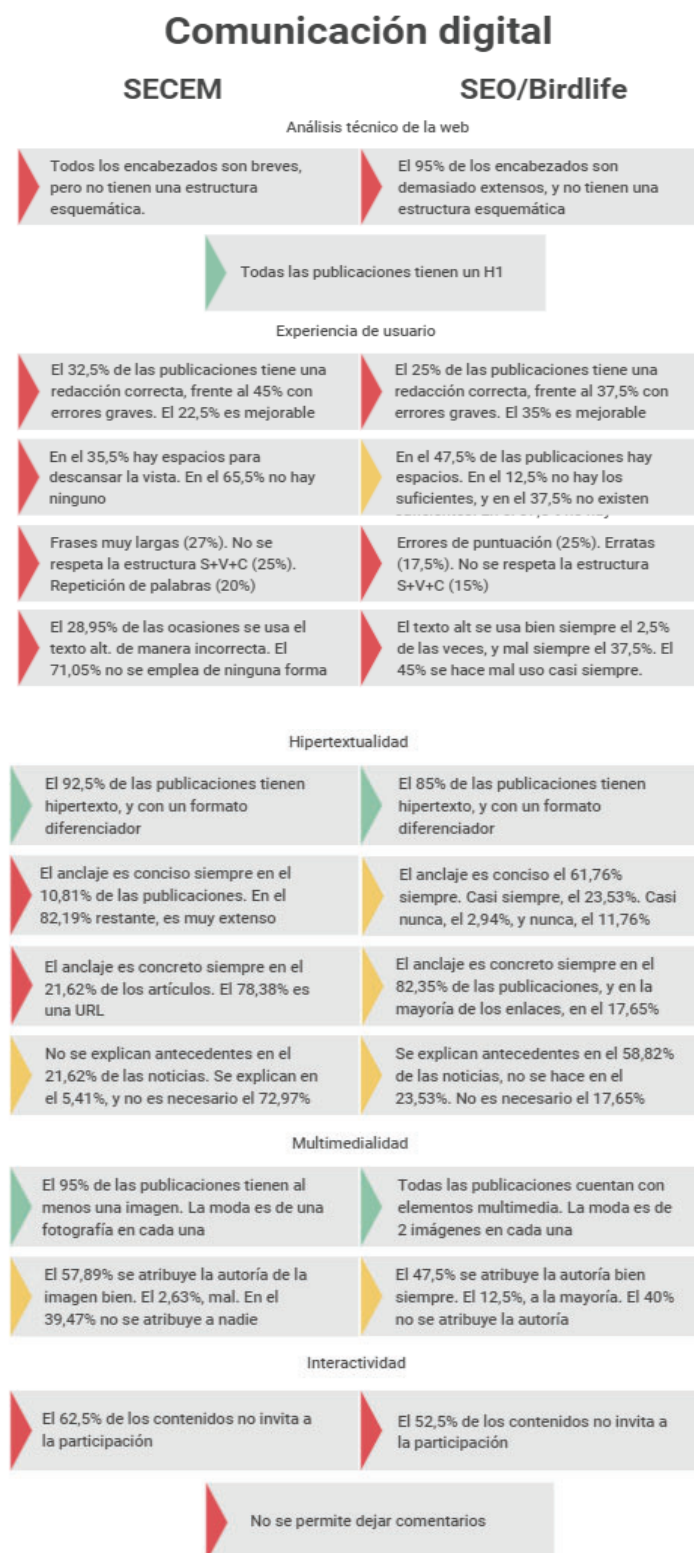 Comunicación digital
SECEM
SEO/Birdlife
Análisis técnico de la web
Todos los encabezados son breves,
pero no tienen una estructura
esquemática.
El 95% de los encabezados son
demasiado extensos, y no tienen una
estructura esquemática
Todas las publicaciones tienen un H1
Experiencia de usuario
El 32,5% de las publicaciones tiene una
redacción correcta, frente al 45% con
errores graves. El 22,5% es mejorable
El 25% de las publicaciones tiene una
redacción correcta, frente al 37,5% con
errores graves. El 35% es mejorable
En el 35,5% hay espacios para
descansar la vista. En el 65,5% no hay
ninguno
En el 47,5% de las publicaciones hay
espacios. En el 12,5% no hay los
suficientes, y en el 37,5% no existen
Frases muy largas (27%). No se
respeta la estructura S+V+C (25%).
Repetición de palabras (20%)
Errores de puntuación (25%). Erratas
(17,5%). No se respeta la estructura
S+V+C (15%)
El 28,95% de las ocasiones se usa el
texto alt. de manera incorrecta. El
71,05% no se emplea de ninguna forma
El texto alt se usa bien siempre el 2,5%
de las veces, y mal siempre el 37,5%. El
45% se hace mal uso casi siempre.
Hipertextualidad
El 92,5% de las publicaciones tienen
hipertexto, y con un formato
diferenciador
El 85% de las publicaciones tienen
hipertexto, y con un formato
diferenciador
El anclaje es conciso siempre en el
10,81% de las publicaciones. En el
82,19% restante, es muy extenso
El anclaje es conciso el 61,76%
siempre. Casi siempre, el 23,53%. Casi
nunca, el 2,94%, y nunca, el 11,76%
El anclaje es concreto siempre en el
21,62% de los artículos. El 78,38% es
una URL
El anclaje es concreto siempre en el
82,35% de las publicaciones, y en la
mayoría de los enlaces, en el 17,65%
No se explican antecedentes en el
21,62% de las noticias. Se explican en
el 5,41%, y no es necesario el 72,97%
Se explican antecedentes en el 58,82%
de las noticias, no se hace en el
23,53%. No es necesario el 17,65%
Multimedialidad
El 95% de las publicaciones tienen al
menos una imagen. La moda es de una
fotografía en cada una
Todas las publicaciones cuentan con
elementos multimedia. La moda es de
2 imágenes en cada una
El 57,89% se atribuye la autoría de la
imagen bien. El 2,63%, mal. En el
39,47% no se atribuye a nadie
El 47,5% se atribuye la autoría bien
siempre. El 12,5%, a la mayoría. El 40%
no se atribuye la autoría
Interactividad
El 62,5% de los contenidos no invita a
la participación
El 52,5% de los contenidos no invita a
la participación
No se permite dejar comentarios